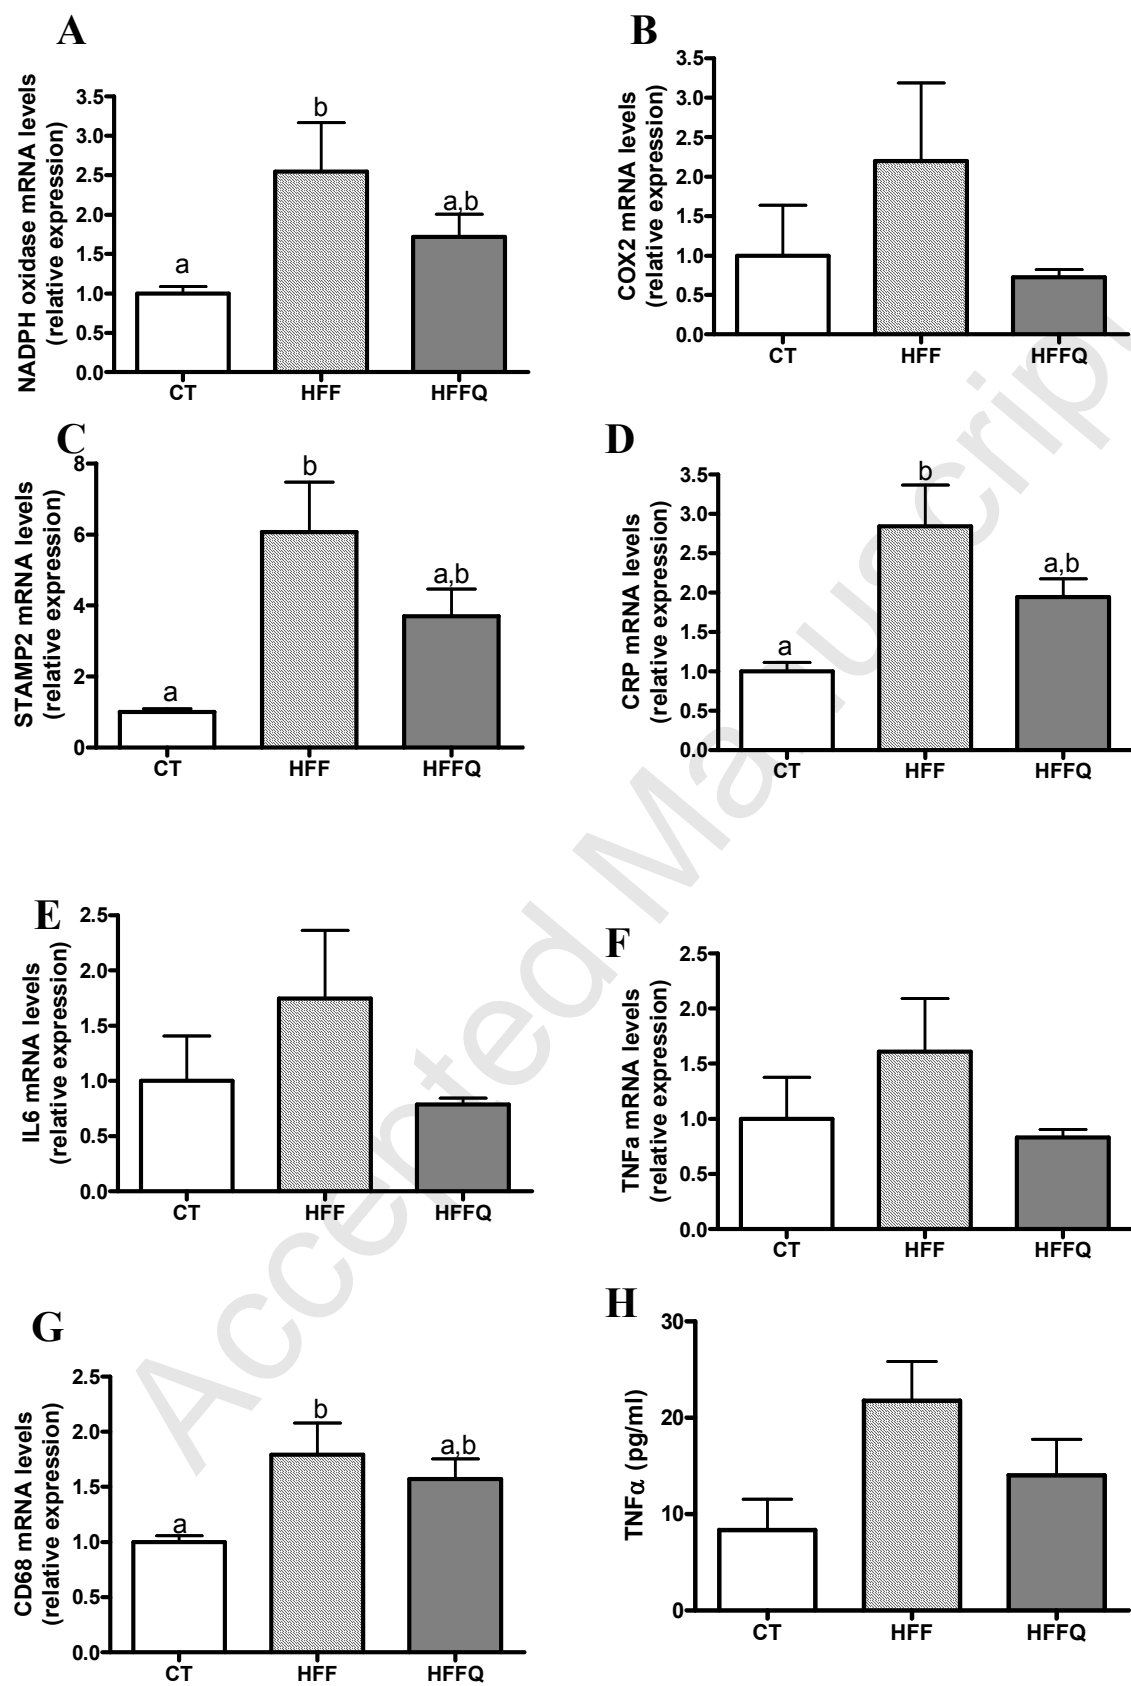 A
NADPH oxidase mRNA levels
(relative expression)
3.5
3.0
2.5
2.0
1.5
1.0
0.5
0.0
a
b
a,b
CT HFF HFFQ
B
COX2 mRNA levels
(relative expression)
3.5
3.0
2.5
2.0
1.5
1.0
0.5
0.0
CT HFF HFFQ
C
STAMP2 mRNA levels
(relative expression)
8
6
4
2
0
a
b
a,b
CT HFF HFFQ
D
CRP mRNA levels
(relative expression)
3.5
3.0
2.5
2.0
1.5
1.0
0.5
0.0
a
b
a,b
CT HFF HFFQ
E
IL6 mRNA levels
(relative expression)
2.5
2.0
1.5
1.0
0.5
0.0
CT HFF HFFQ
F
TNFa mRNA levels
(relative expression)
2.5
2.0
1.5
1.0
0.5
0.0
CT HFF HFFQ
G
CD68 mRNA levels
(relative expression)
2.5
2.0
1.5
1.0
0.5
0.0
a
b
a,b
CT HFF HFFQ
H
TNFα (pg/ml)
30
20
10
0
CT HFF HFFQ
Accepted Manuscript